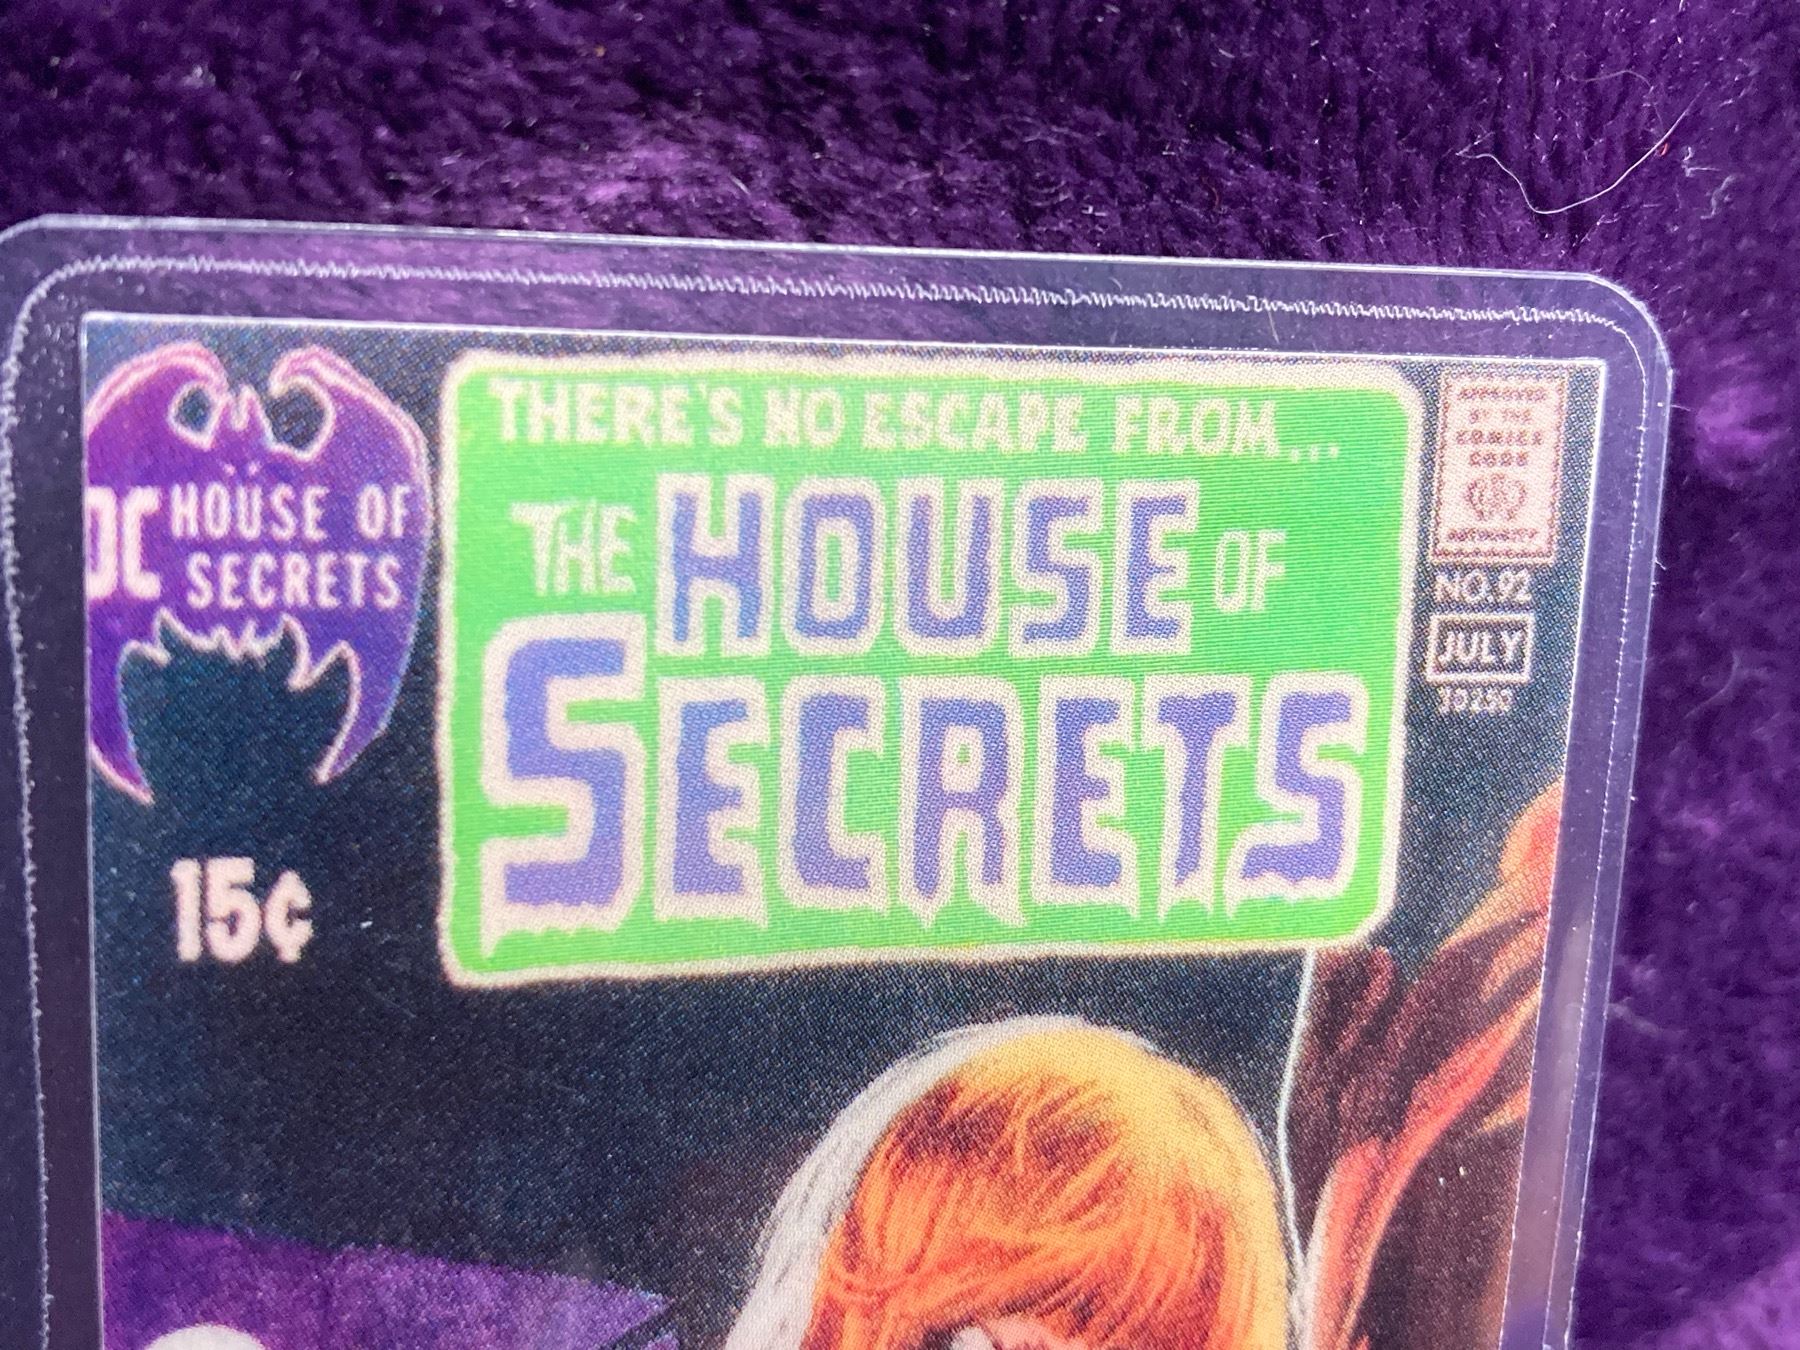 DC HOUSE OF
SECRETS
15¢
THERE'S NO ESCAPE FROM...
THE HOUSE OF
SECRETS
APPROVED
BY THE
COMICS
CODE
AUTHORITY
NO. 92
JULY
30290